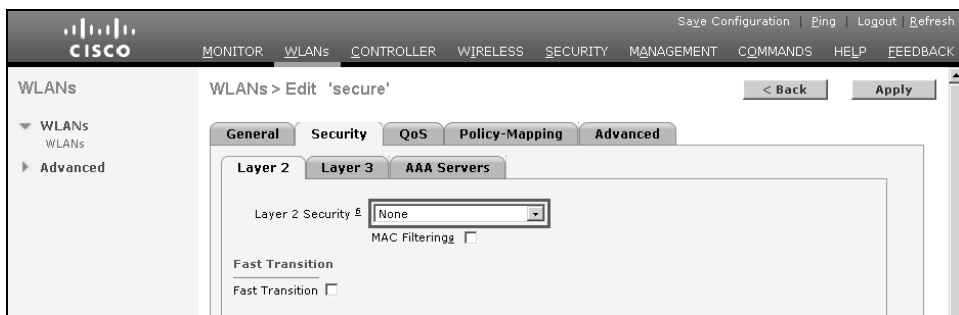 Save Configuration | Ping | Logout | Refresh
CISCO
MONITOR WLANs CONTROLLER WIRELESS SECURITY MANAGEMENT COMMANDS HELP FEEDBACK
WLANs
WLANs > Edit 'secure'
< Back
Apply
WLANs
WLANs
Advanced
General Security QoS Policy-Mapping Advanced
Layer 2 Layer 3 AAA Servers
Layer 2 Security 6 None
MAC Filtering9
Fast Transition
Fast Transition